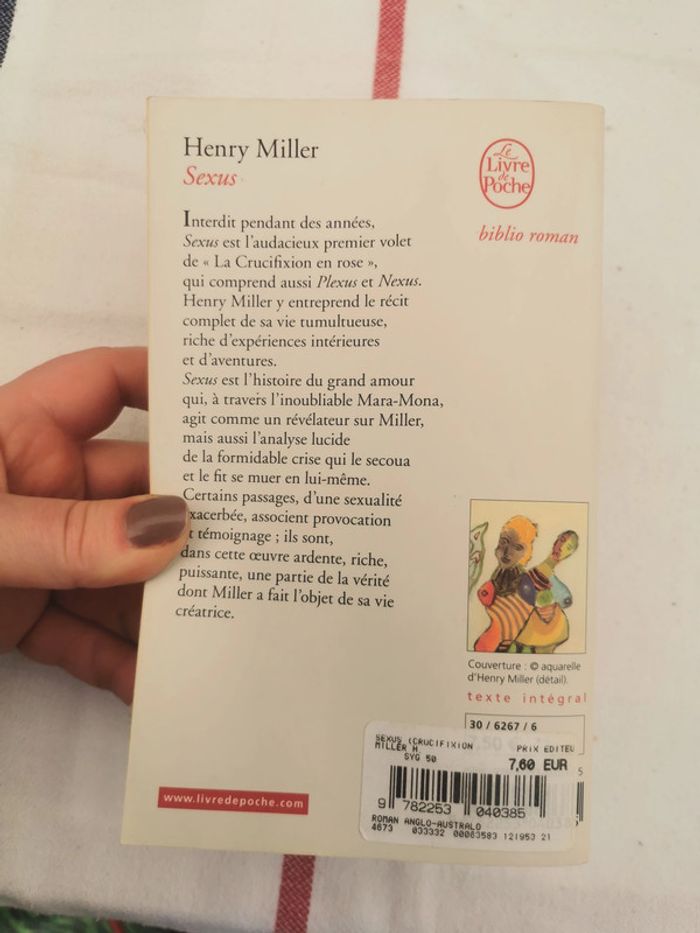 Henry Miller
Sexus
Le
Livre
de
Poche
biblio roman
Interdit pendant des années,
Sexus est l'audacieux premier volet
de « La Crucifixion en rose »,
qui comprend aussi Plexus et Nexus.
Henry Miller y entreprend le récit
complet de sa vie tumultueuse,
riche d'expériences intérieures
et d'aventures.
Sexus est l'histoire du grand amour
qui, à travers l'inoubliable Mara-Mona,
agit comme un révélateur sur Miller,
mais aussi l'analyse lucide
de la formidable crise qui le secoua
et le fit se muer en lui-même.
Certains passages, d'une sexualité
xacerbée, associent provocation
t témoignage ; ils sont,
dans cette œuvre ardente, riche,
puissante, une partie de la vérité
dont Miller a fait l'objet de sa vie
créatrice.
Couverture : © aquarelle
d'Henry Miller (détail).
texte intégral
30 / 6267 / 6
SEXUS (CRUCIFIXION
MILLER H. PRIX EDITEU
SYG 50 7,60 EUR
9 782253 040385
ROMAN ANGLO-AUSTRALO
4673 033332 00083583 121953 21
5
www.livredepoche.com